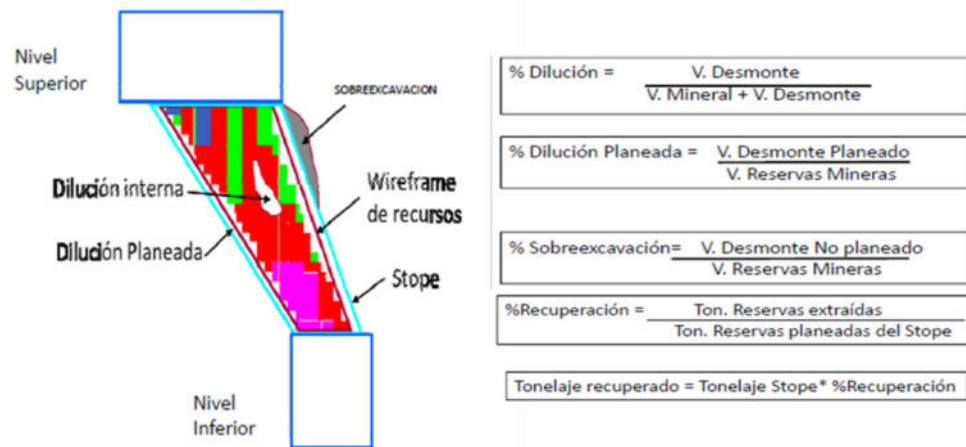 Nivel
Superior
SOBREEXCAVACION
Dilución interna
Wireframe
de recursos
Dilución Planeada
Stope
Nivel
Inferior
% Dilución = V. Desmonte
V. Mineral + V. Desmonte
% Dilución Planeada = V. Desmonte Planeado
V. Reservas Mineras
% Sobreexcavación= V. Desmonte No planeado
V. Reservas Mineras
%Recuperación = Ton. Reservas extraídas
Ton. Reservas planeadas del Stope
Tonelaje recuperado = Tonelaje Stope* %Recuperación